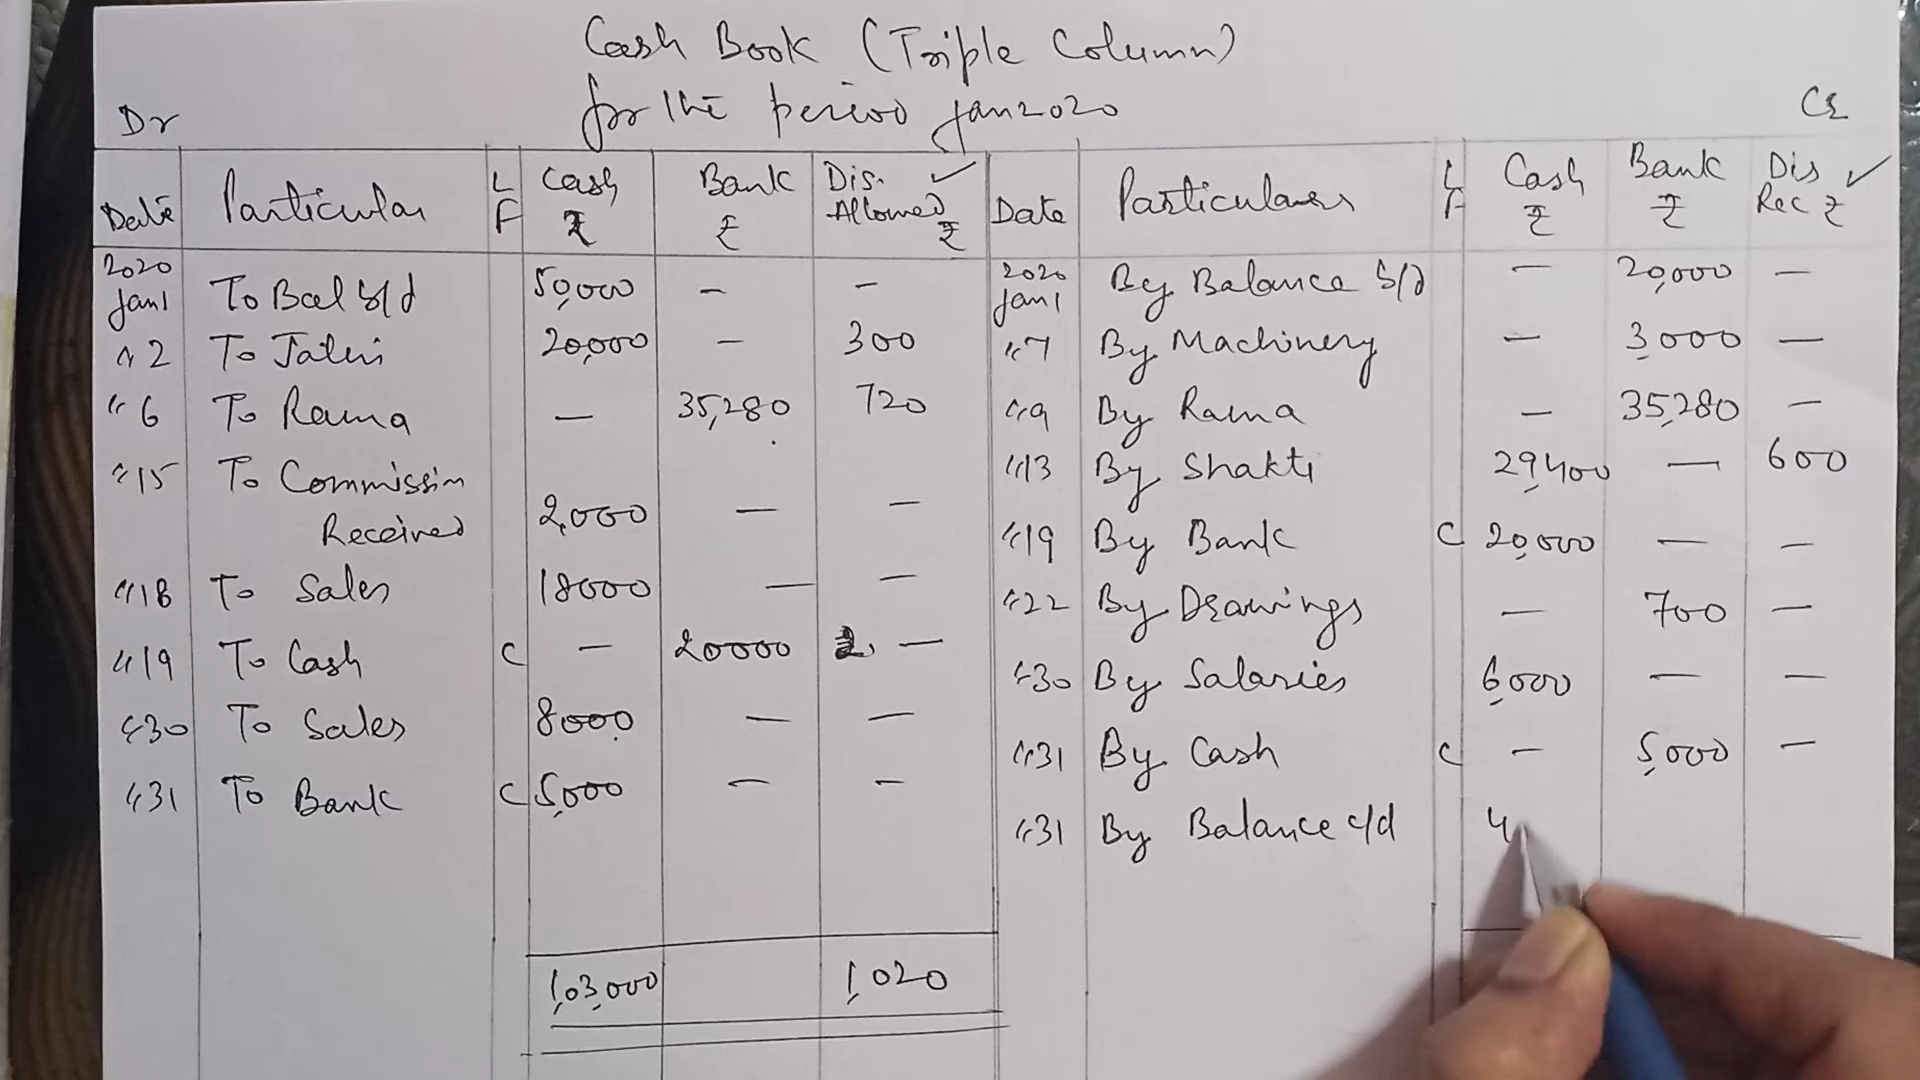 Cash Book (Triple Column)
for the period Jan 2020
Dr Cr
Date Particular L F Cash ₹ Bank ₹ Dis. Allowed ₹ Date Particulars L F Cash ₹ Bank ₹ Dis Rec ₹
2020 Jan 1 To Bal b/d 50,000 — — 2020 Jan 1 By Balance b/d — 20,000 —
" 2 To 20,000 — 300 " 7 By Machinery — 3,000 —
" 6 To Rama — 35,280 720 " 9 By Rama — 35,280 —
" 15 To Commission " 13 By Shakti 29,400 — 600
Received 2,000 — —
" 19 By Bank C 20,000 — —
" 18 To Sales 18000 — — " 22 By Drawings — 700 —
" 19 To Cash C — 20000 — " 30 By Salaries 6,000 — —
" 30 To Sales 8000 — — " 31 By Cash C — 5,000 —
" 31 To Bank C 5,000 — — " 31 By Balance c/d 4
1,03,000 1,020